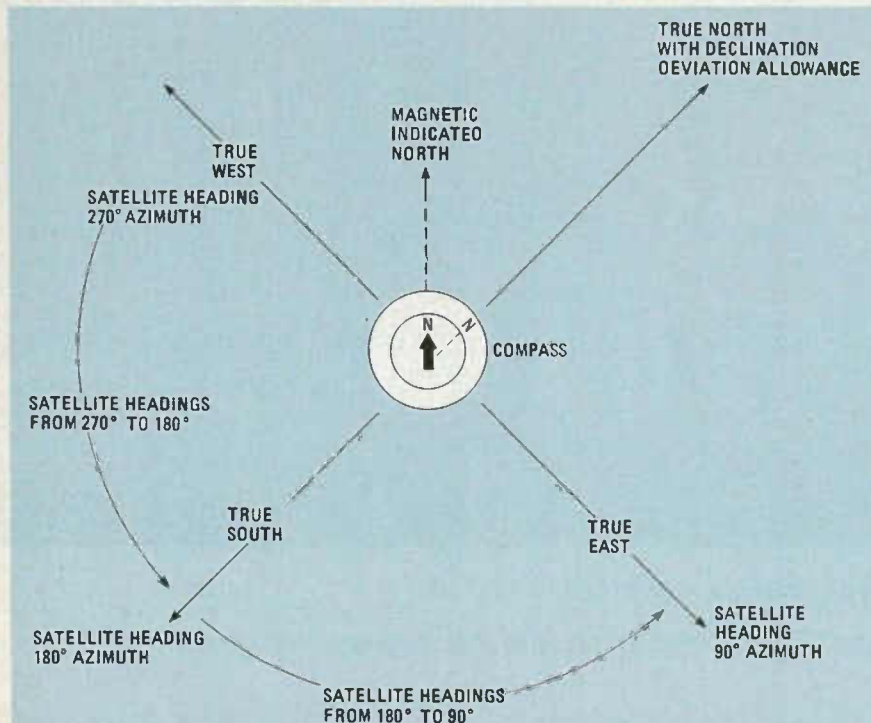 TRUE NORTH
WITH DECLINATION
OEVIATION ALLOWANCE
MAGNETIC
INDICATED
NORTH
TRUE
WEST
SATELLITE HEADING
270° AZIMUTH
N
N
COMPASS
SATELLITE HEADINGS
FROM 270° TO 180°
TRUE
SOUTH
TRUE
EAST
SATELLITE HEADING
180° AZIMUTH
SATELLITE
HEADING
90° AZIMUTH
SATELLITE HEADINGS
FROM 180° TO 90°